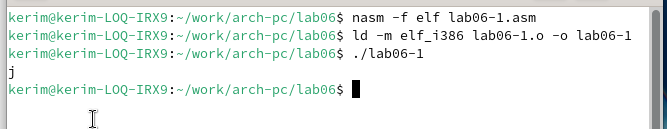 kerim@kerim-LOQ-IRX9:~/work/arch-pc/lab06$ nasm -f elf lab06-1.asm
kerim@kerim-LOQ-IRX9:~/work/arch-pc/lab06$ ld -m elf_i386 lab06-1.o -o lab06-1
kerim@kerim-LOQ-IRX9:~/work/arch-pc/lab06$ ./lab06-1
j
kerim@kerim-LOQ-IRX9:~/work/arch-pc/lab06$